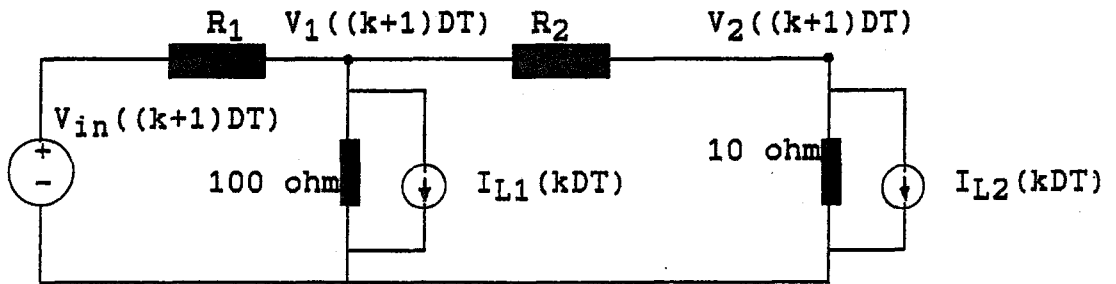 R1 V1((k+1)DT) R2 V2((k+1)DT)
Vin((k+1)DT)
+
-
100 ohm IL1(kDT) 10 ohm IL2(kDT)